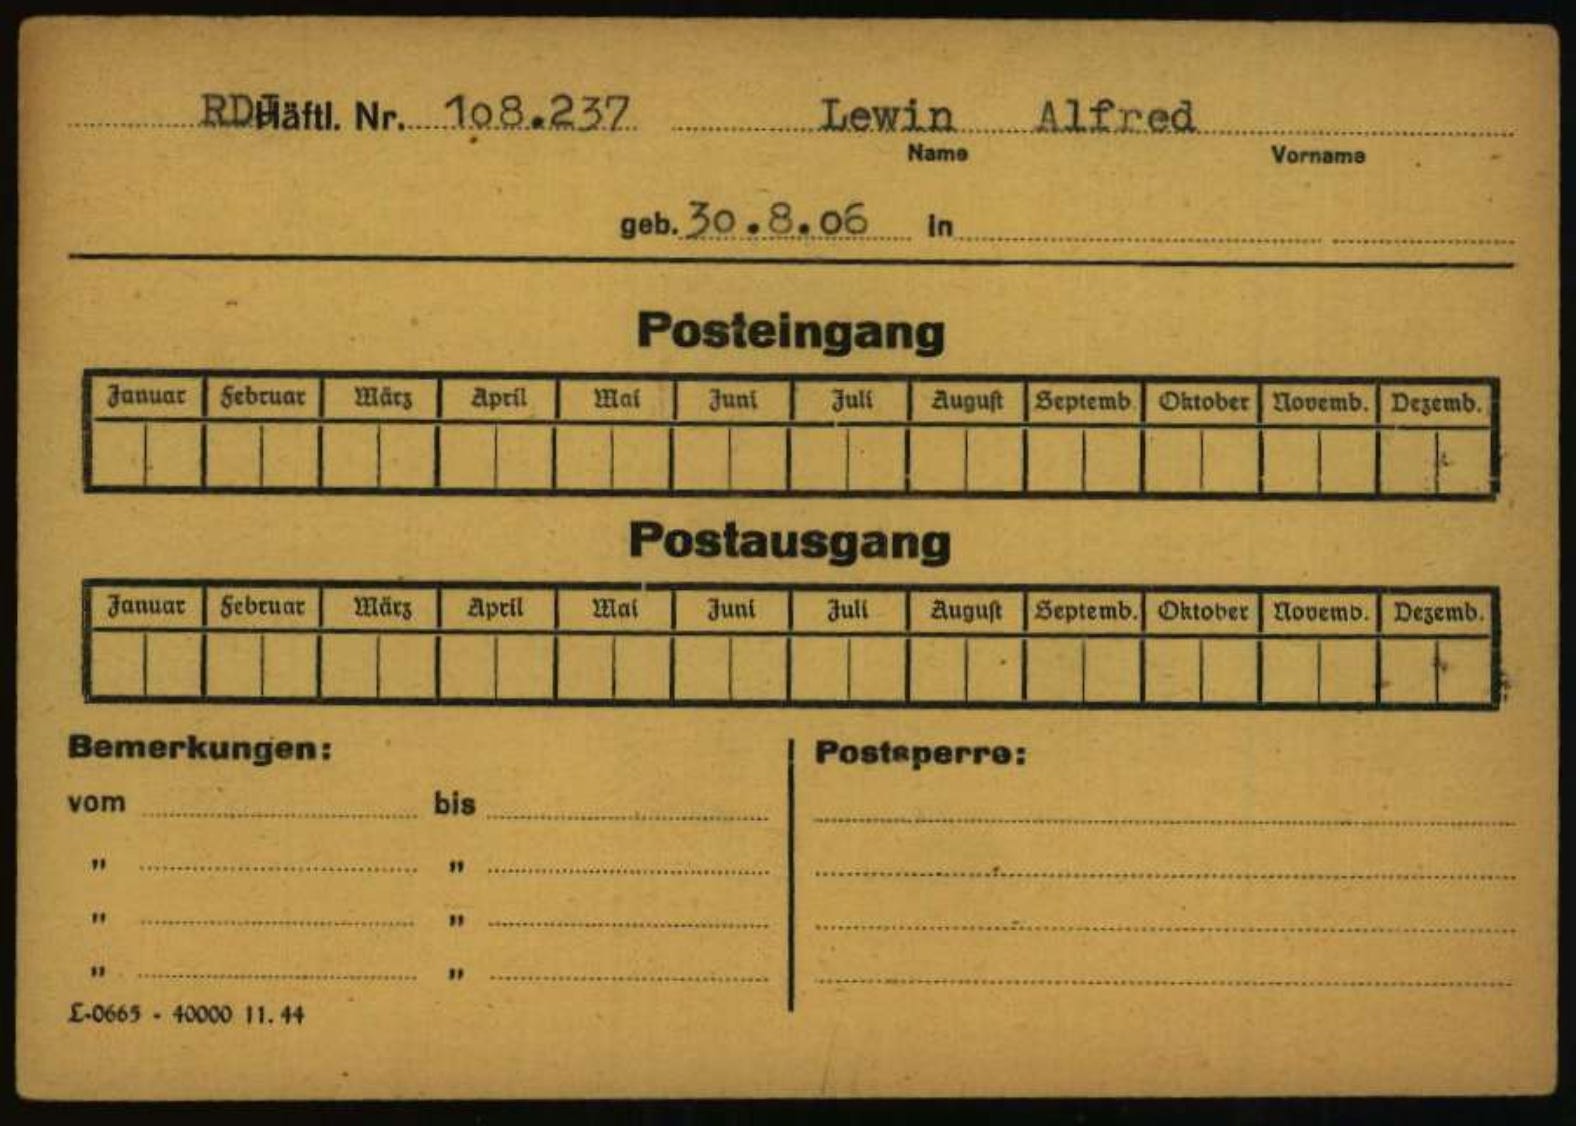 RDJ Häftl. Nr. 108.237 Lewin Alfred
Name Vorname
geb. 30.8.06 in
Posteingang
Januar Februar März April Mai Juni Juli August Septemb. Oktober Novemb. Dezemb.
Postausgang
Januar Februar März April Mai Juni Juli August Septemb. Oktober Novemb. Dezemb.
Bemerkungen: Postsperre:
vom bis
" "
" "
" "
L-0665 - 40000 11.44